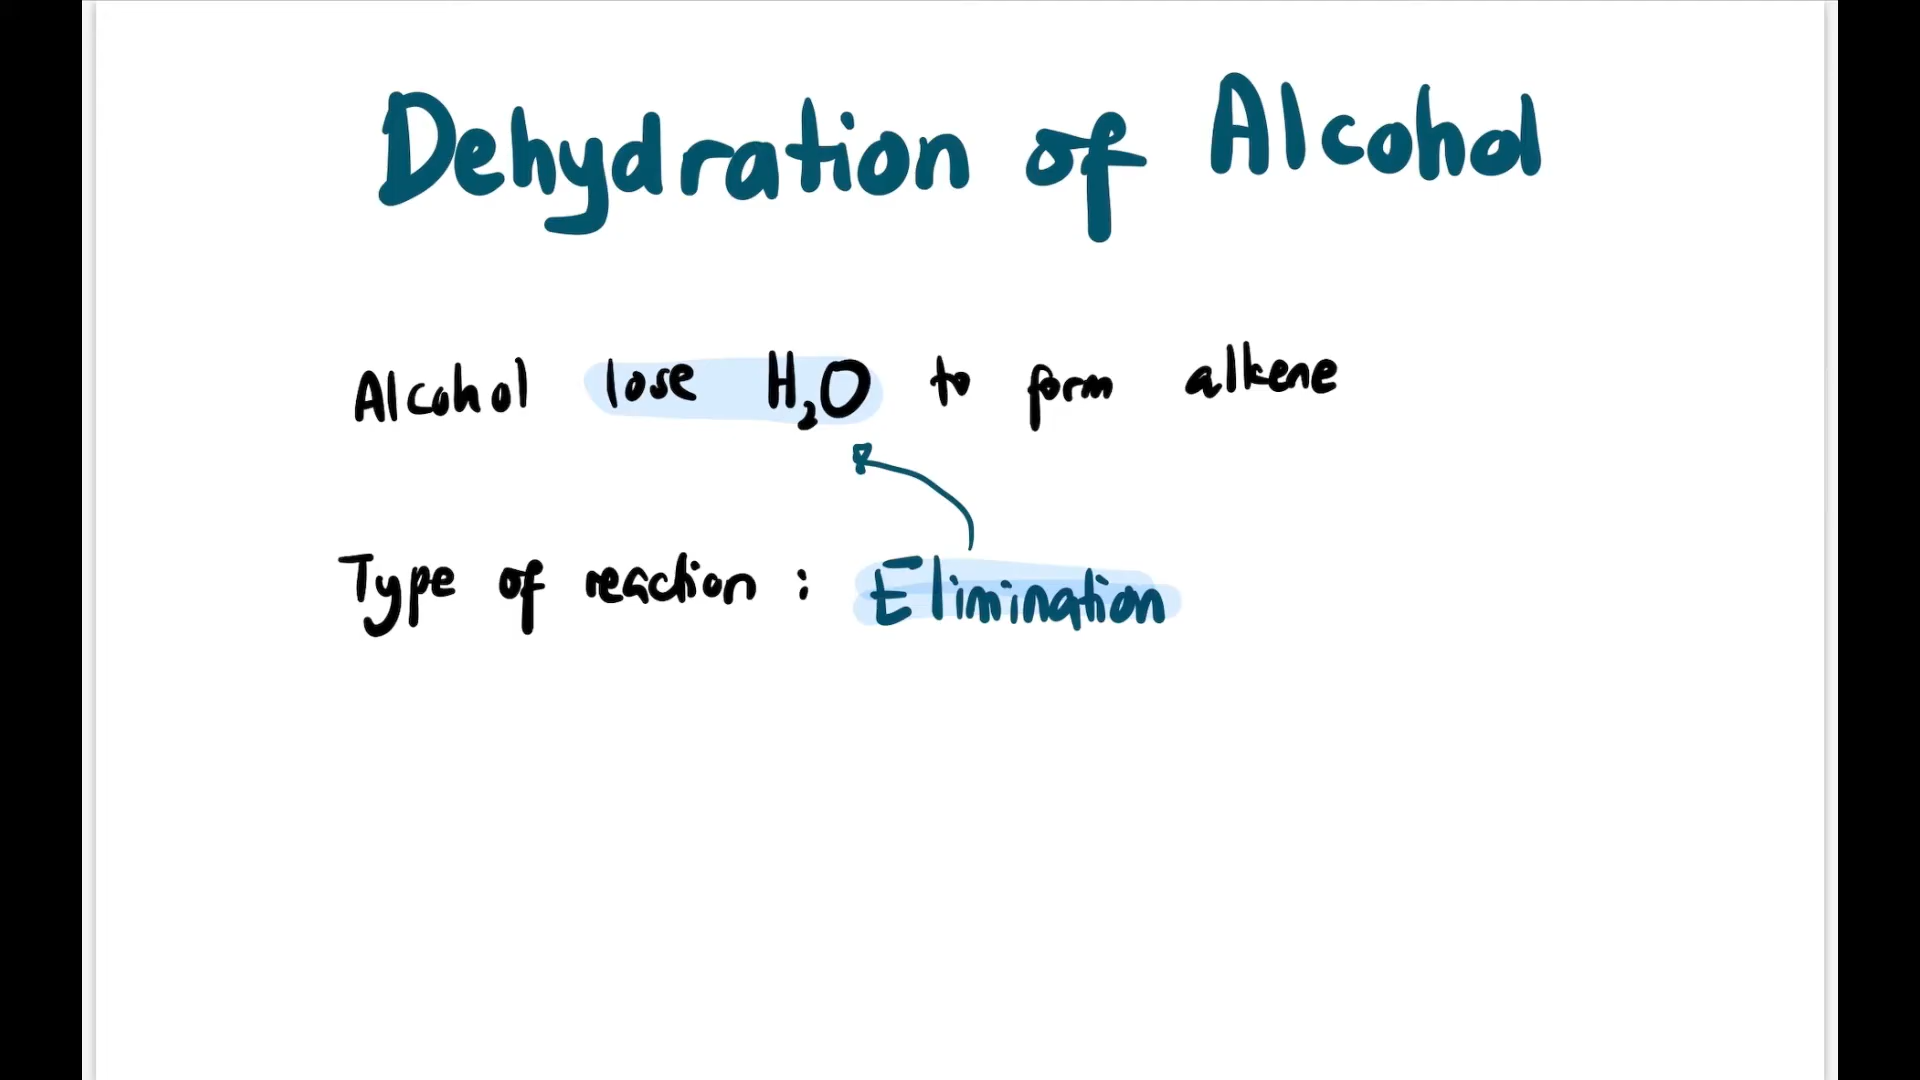 Dehydration of Alcohol
Alcohol lose H₂O to form alkene
Type of reaction : Elimination